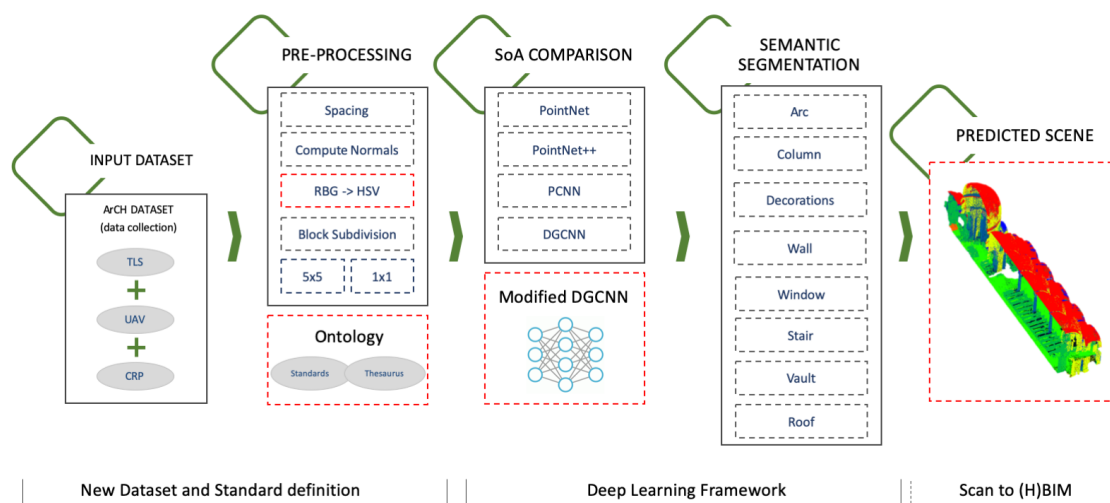 INPUT DATASET
ArCH DATASET
(data collection)
TLS
+
UAV
+
CRP
PRE-PROCESSING
Spacing
Compute Normals
RBG -> HSV
Block Subdivision
5x5 1x1
Ontology
Standards Thesaurus
SoA COMPARISON
PointNet
PointNet++
PCNN
DGCNN
Modified DGCNN
SEMANTIC
SEGMENTATION
Arc
Column
Decorations
Wall
Window
Stair
Vault
Roof
PREDICTED SCENE
New Dataset and Standard definition
Deep Learning Framework
Scan to (H)BIM